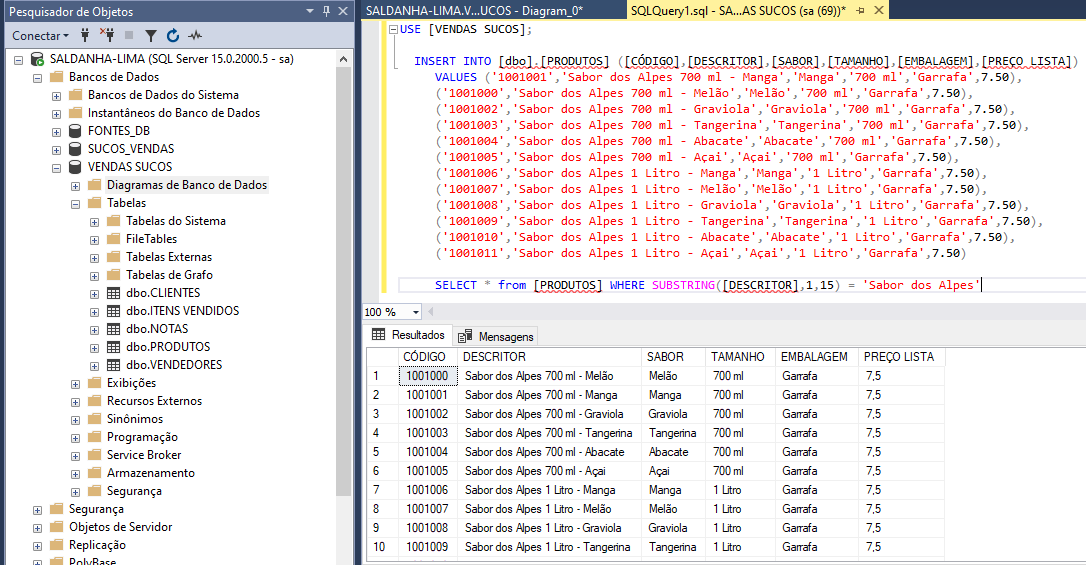 Pesquisador de Objetos
Conectar
SALDANHA-LIMA (SQL Server 15.0.2000.5 - sa)
Bancos de Dados
Bancos de Dados do Sistema
Instantâneos do Banco de Dados
FONTES_DB
SUCOS_VENDAS
VENDAS SUCOS
Diagramas de Banco de Dados
Tabelas
Tabelas do Sistema
FileTables
Tabelas Externas
Tabelas de Grafo
dbo.CLIENTES
dbo.ITENS VENDIDOS
dbo.NOTAS
dbo.PRODUTOS
dbo.VENDEDORES
Exibições
Recursos Externos
Sinônimos
Programação
Service Broker
Armazenamento
Segurança
Segurança
Objetos de Servidor
Replicação
PolyBase
SALDANHA-LIMA.V...UCOS - Diagram_0*
SQLQuery1.sql - SA...AS SUCOS (sa (69))*
USE [VENDAS SUCOS];
INSERT INTO [dbo].[PRODUTOS] ([CÓDIGO],[DESCRITOR],[SABOR],[TAMANHO],[EMBALAGEM],[PREÇO LISTA])
VALUES ('1001001','Sabor dos Alpes 700 ml - Manga','Manga','700 ml','Garrafa',7.50),
('1001000','Sabor dos Alpes 700 ml - Melão','Melão','700 ml','Garrafa',7.50),
('1001002','Sabor dos Alpes 700 ml - Graviola','Graviola','700 ml','Garrafa',7.50),
('1001003','Sabor dos Alpes 700 ml - Tangerina','Tangerina','700 ml','Garrafa',7.50),
('1001004','Sabor dos Alpes 700 ml - Abacate','Abacate','700 ml','Garrafa',7.50),
('1001005','Sabor dos Alpes 700 ml - Açai','Açai','700 ml','Garrafa',7.50),
('1001006','Sabor dos Alpes 1 Litro - Manga','Manga','1 Litro','Garrafa',7.50),
('1001007','Sabor dos Alpes 1 Litro - Melão','Melão','1 Litro','Garrafa',7.50),
('1001008','Sabor dos Alpes 1 Litro - Graviola','Graviola','1 Litro','Garrafa',7.50),
('1001009','Sabor dos Alpes 1 Litro - Tangerina','Tangerina','1 Litro','Garrafa',7.50),
('1001010','Sabor dos Alpes 1 Litro - Abacate','Abacate','1 Litro','Garrafa',7.50),
('1001011','Sabor dos Alpes 1 Litro - Açai','Açai','1 Litro','Garrafa',7.50)
SELECT * from [PRODUTOS] WHERE SUBSTRING([DESCRITOR],1,15) = 'Sabor dos Alpes'
100 %
Resultados Mensagens
CÓDIGO DESCRITOR SABOR TAMANHO EMBALAGEM PREÇO LISTA
1 1001000 Sabor dos Alpes 700 ml - Melão Melão 700 ml Garrafa 7,5
2 1001001 Sabor dos Alpes 700 ml - Manga Manga 700 ml Garrafa 7,5
3 1001002 Sabor dos Alpes 700 ml - Graviola Graviola 700 ml Garrafa 7,5
4 1001003 Sabor dos Alpes 700 ml - Tangerina Tangerina 700 ml Garrafa 7,5
5 1001004 Sabor dos Alpes 700 ml - Abacate Abacate 700 ml Garrafa 7,5
6 1001005 Sabor dos Alpes 700 ml - Açai Açai 700 ml Garrafa 7,5
7 1001006 Sabor dos Alpes 1 Litro - Manga Manga 1 Litro Garrafa 7,5
8 1001007 Sabor dos Alpes 1 Litro - Melão Melão 1 Litro Garrafa 7,5
9 1001008 Sabor dos Alpes 1 Litro - Graviola Graviola 1 Litro Garrafa 7,5
10 1001009 Sabor dos Alpes 1 Litro - Tangerina Tangerina 1 Litro Garrafa 7,5